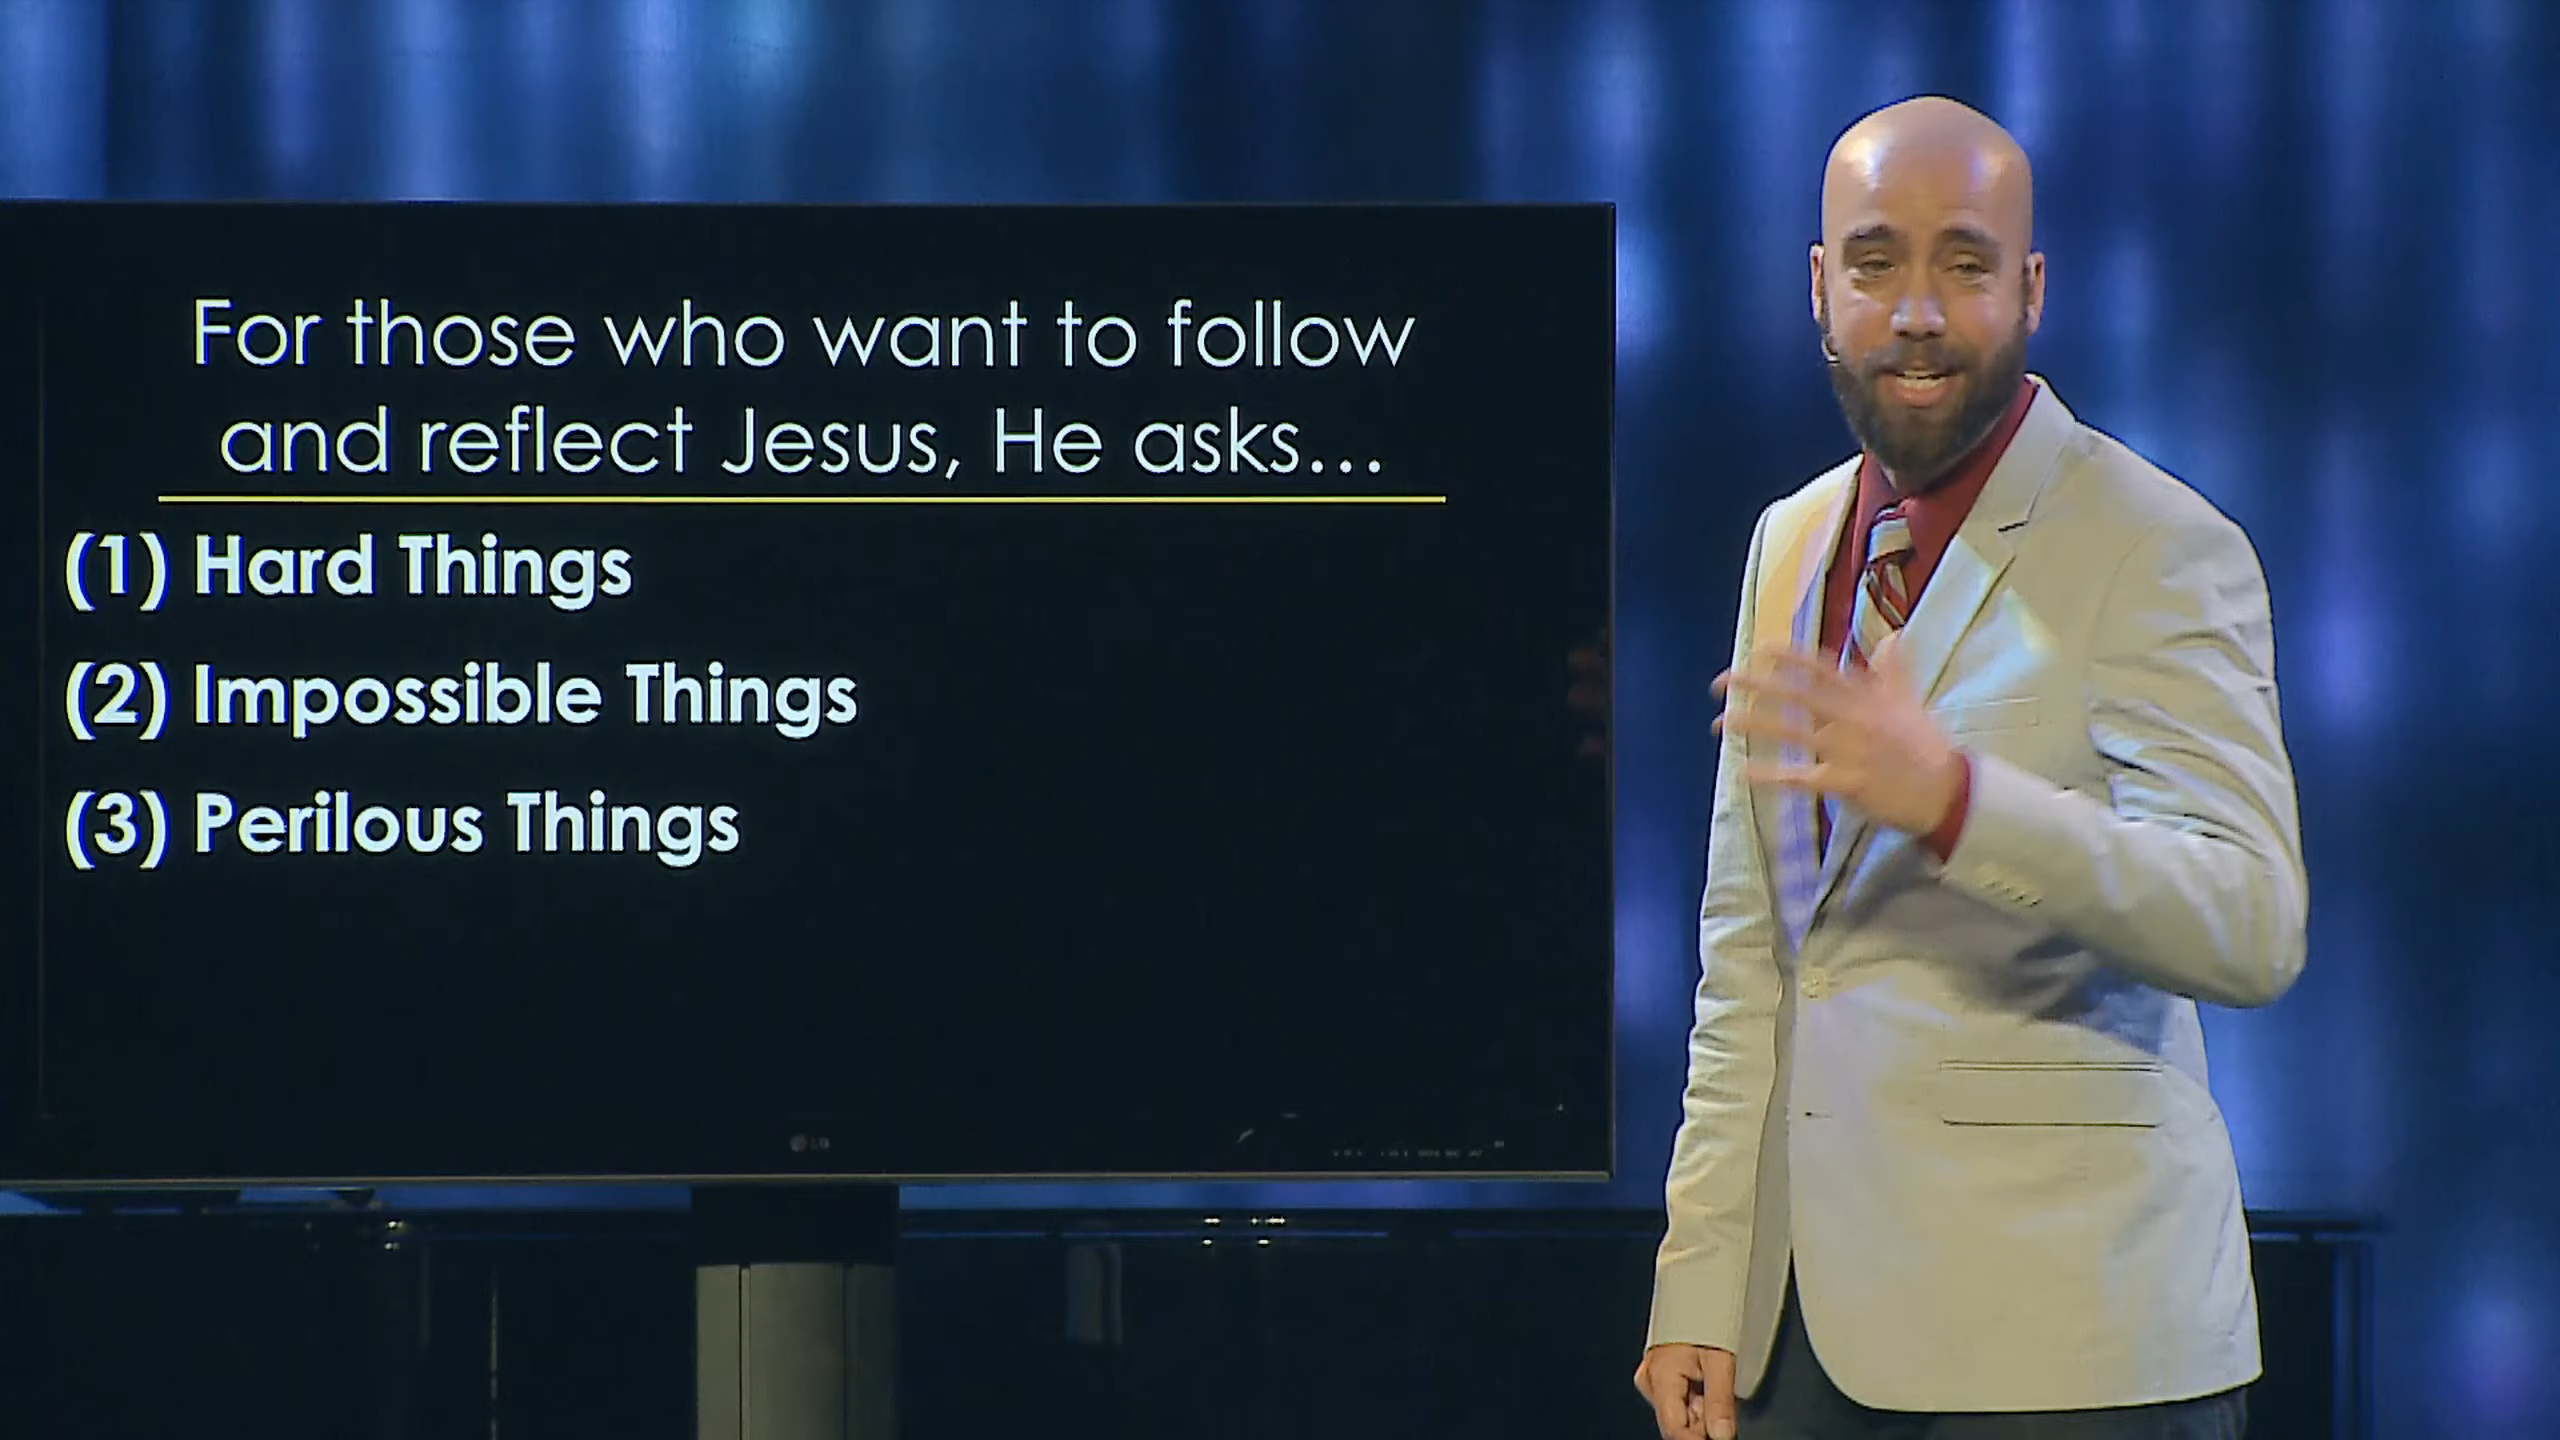 For those who want to follow
and reflect Jesus, He asks...
(1) Hard Things
(2) Impossible Things
(3) Perilous Things
LG